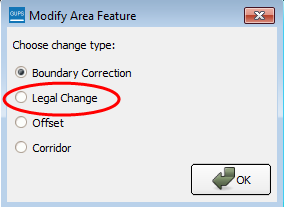 GUPS Modify Area Feature
Choose change type:
Boundary Correction
Legal Change
Offset
Corridor
OK